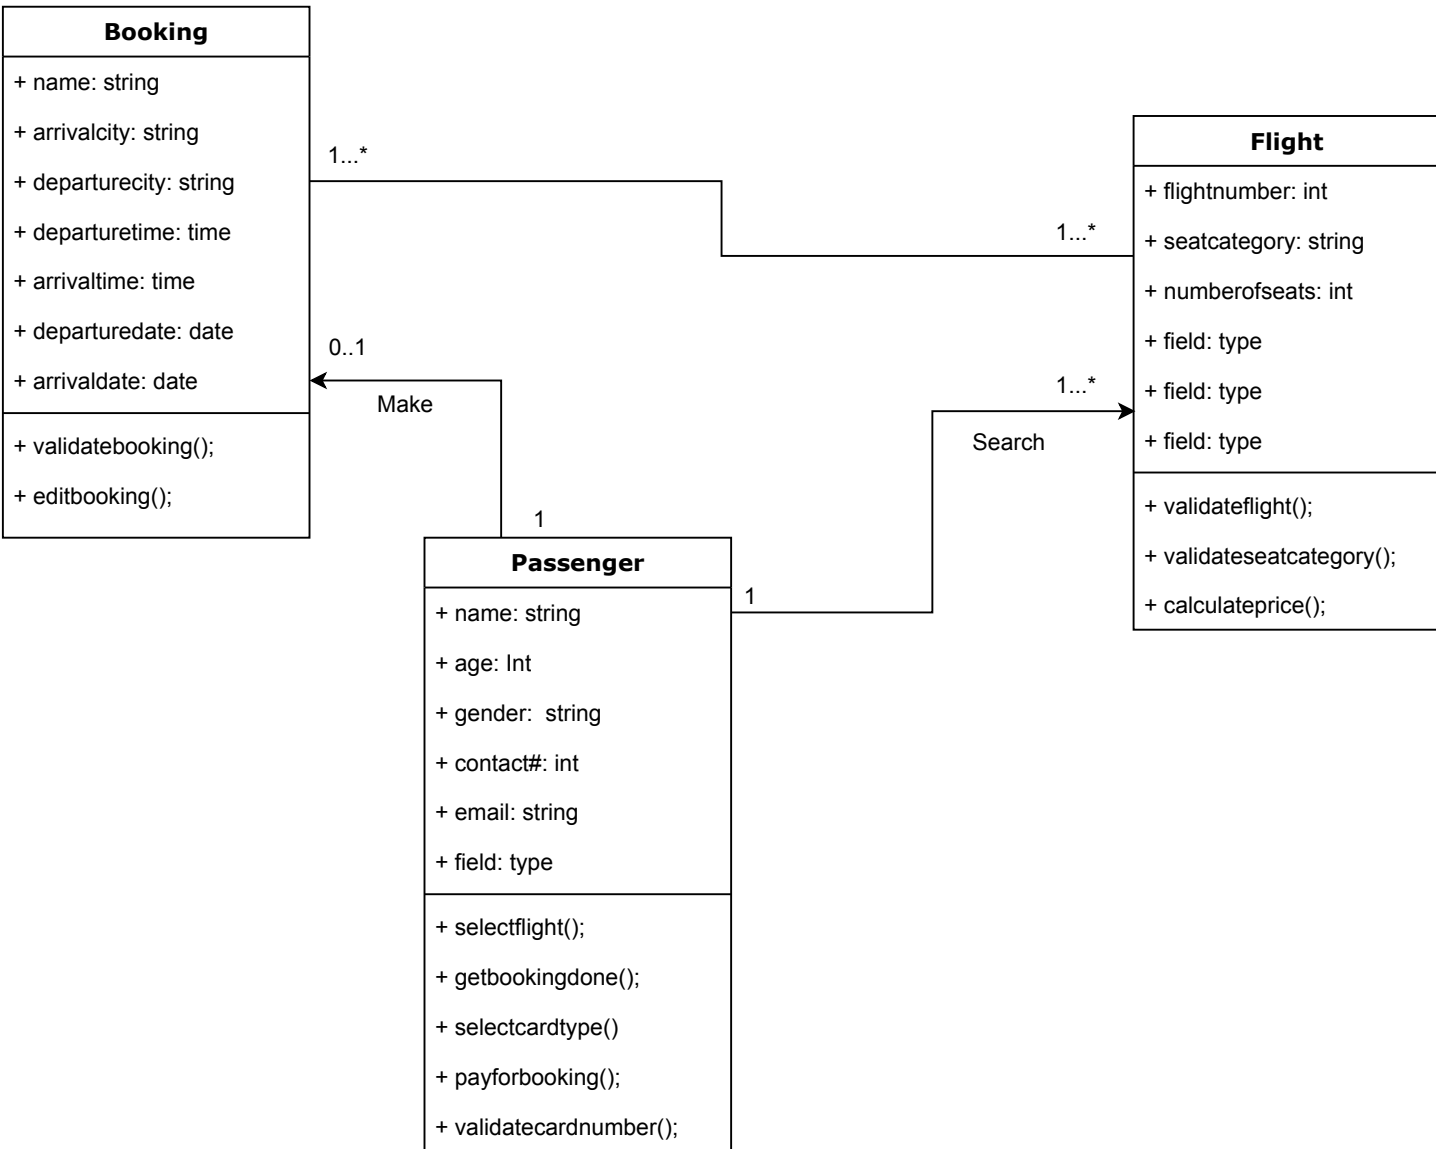 Booking
+ name: string
+ arrivalcity: string
+ departurecity: string
+ departuretime: time
+ arrivaltime: time
+ departuredate: date
+ arrivaldate: date
+ validatebooking();
+ editbooking();
1...*
1...*
0..1
Make
1
1...*
Search
1
Flight
+ flightnumber: int
+ seatcategory: string
+ numberofseats: int
+ field: type
+ field: type
+ field: type
+ validateflight();
+ validateseatcategory();
+ calculateprice();
Passenger
+ name: string
+ age: Int
+ gender:  string
+ contact#: int
+ email: string
+ field: type
+ selectflight();
+ getbookingdone();
+ selectcardtype()
+ payforbooking();
+ validatecardnumber();